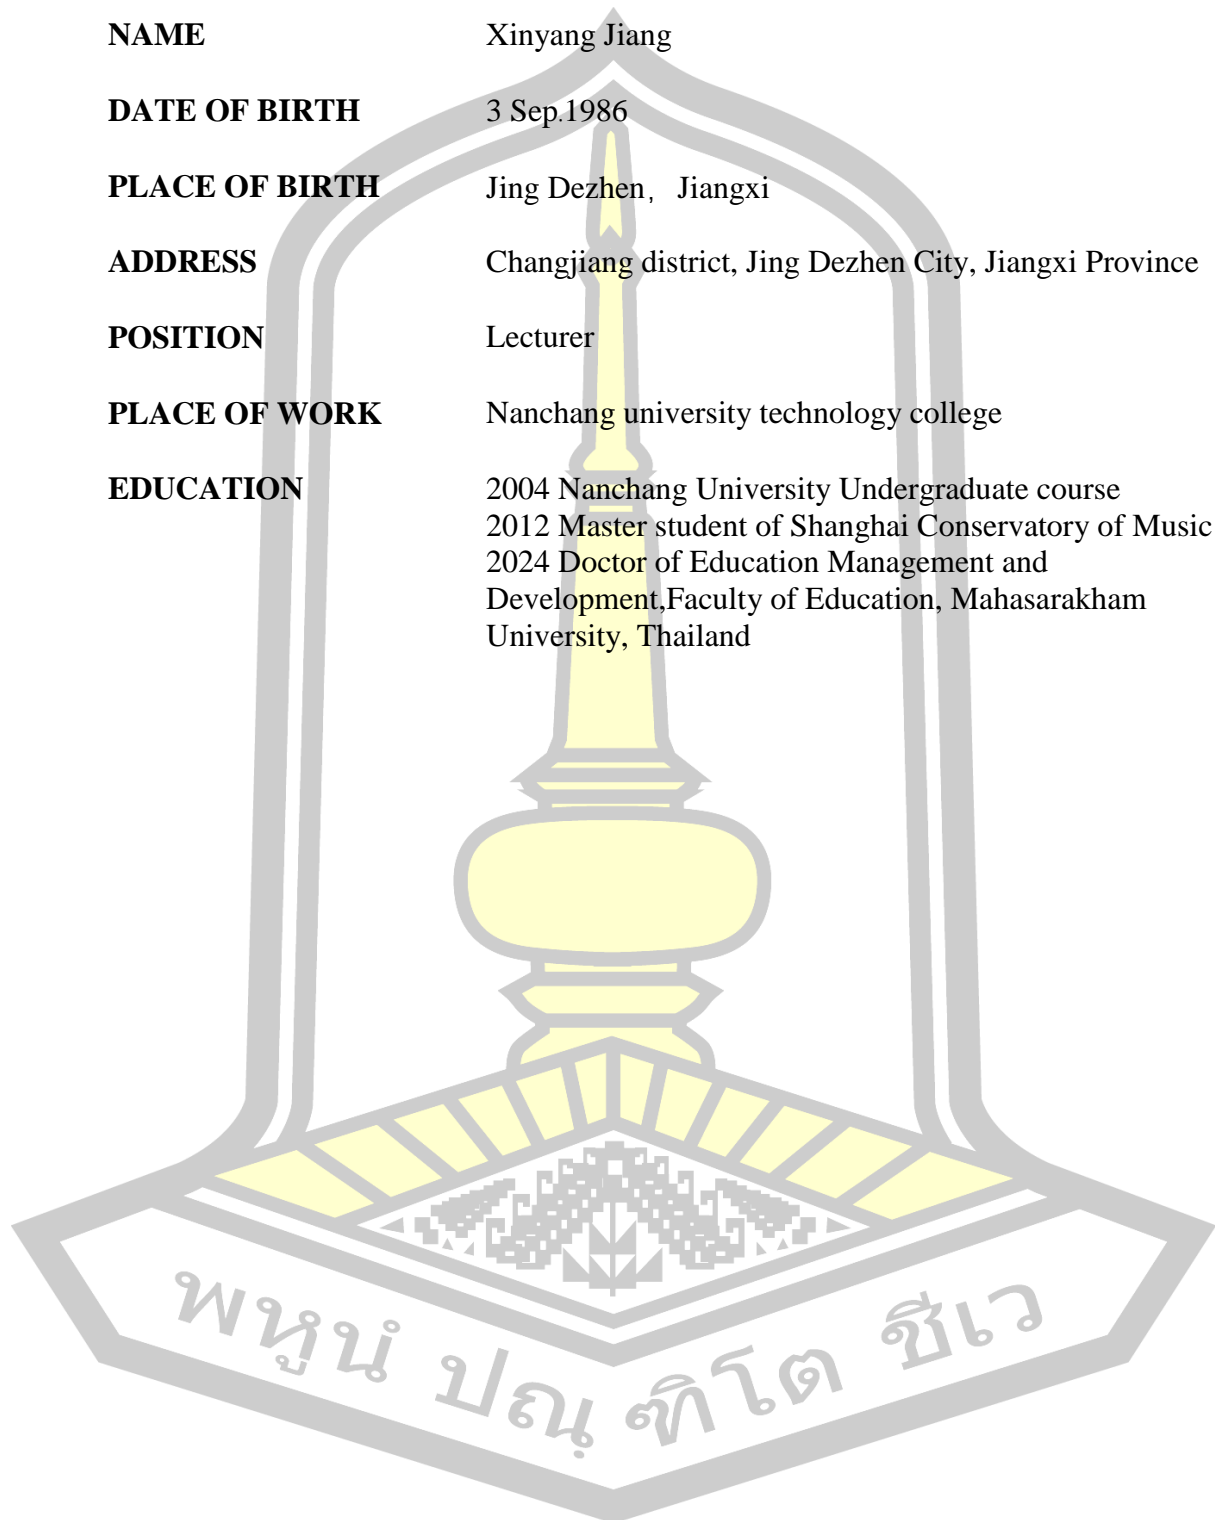 NAME Xinyang Jiang
DATE OF BIRTH 3 Sep.1986
PLACE OF BIRTH Jing Dezhen， Jiangxi
ADDRESS Changjiang district, Jing Dezhen City, Jiangxi Province
POSITION Lecturer
PLACE OF WORK Nanchang university technology college
EDUCATION 2004 Nanchang University Undergraduate course
2012 Master student of Shanghai Conservatory of Music
2024 Doctor of Education Management and
Development,Faculty of Education, Mahasarakham
University, Thailand
พหูนํ ปณฺ ฑิโต ชีเว